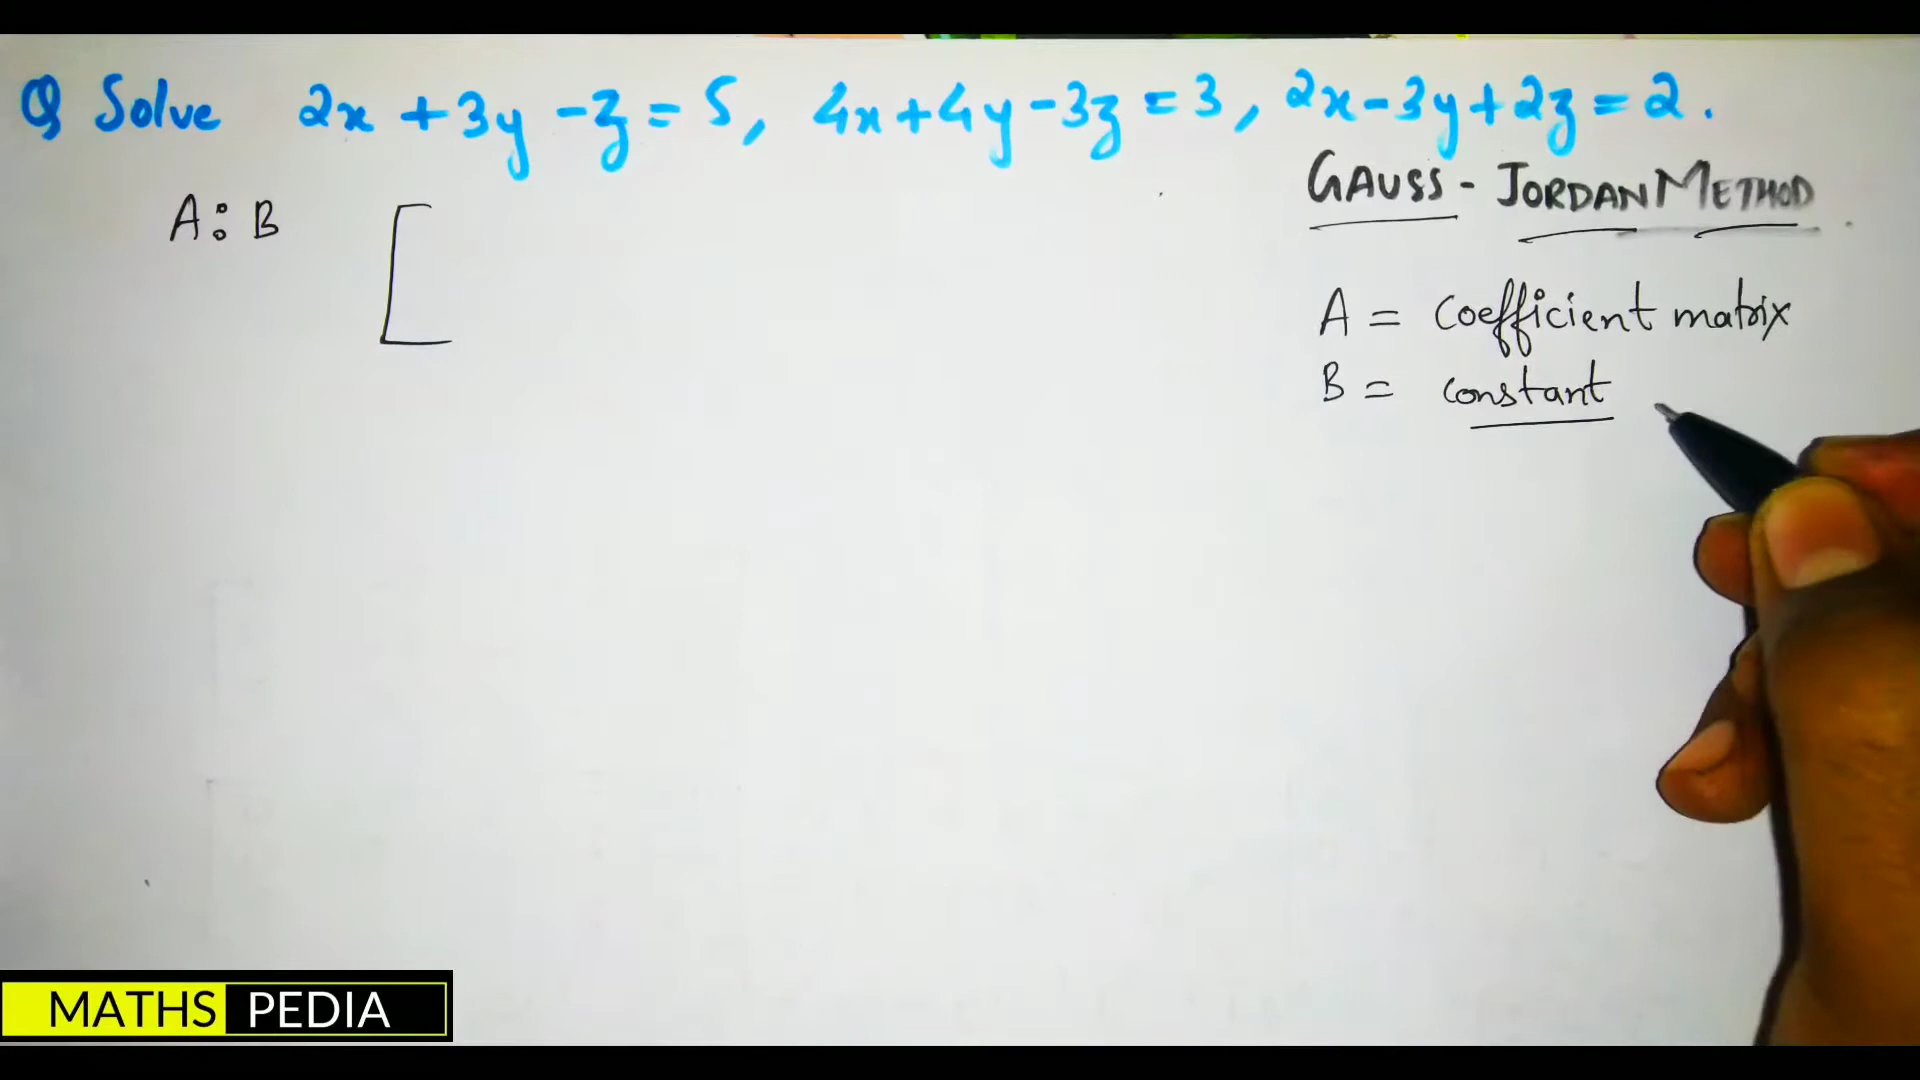 Q Solve 2x + 3y - z = 5, 4x + 4y - 3z = 3, 2x - 3y + 2z = 2.
GAUSS - JORDAN METHOD
A : B [
A = Coefficient matrix
B = constant
MATHS PEDIA